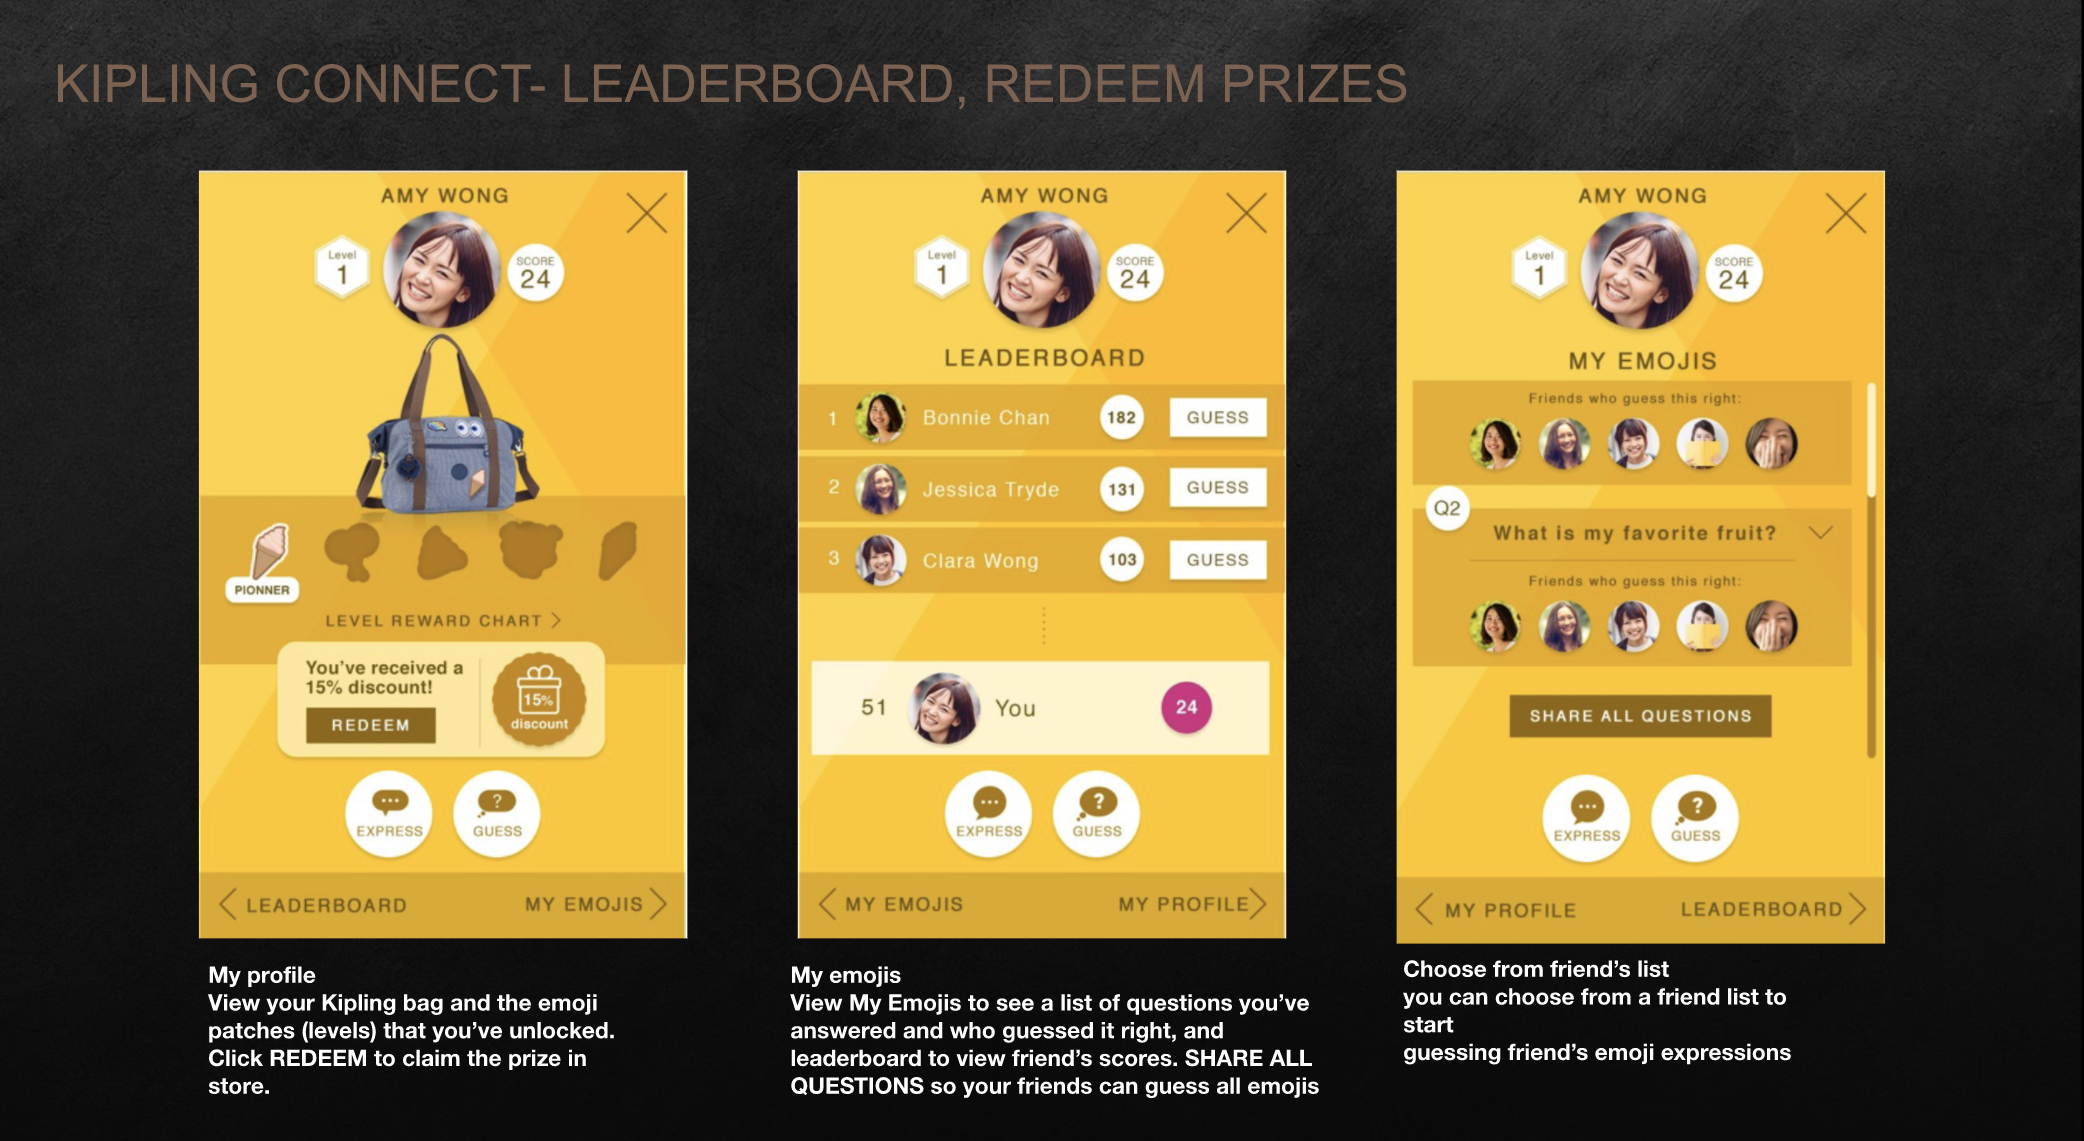 KIPLING CONNECT- LEADERBOARD, REDEEM PRIZES
AMY WONG
Level
1
SCORE
24
PIONNER
LEVEL REWARD CHART
You've received a
15% discount!
REDEEM
15%
discount
EXPRESS
GUESS
LEADERBOARD
MY EMOJIS
My profile
View your Kipling bag and the emoji
patches (levels) that you've unlocked.
Click REDEEM to claim the prize in
store.
AMY WONG
Level
1
SCORE
24
LEADERBOARD
1 Bonnie Chan 182 GUESS
2 Jessica Tryde 131 GUESS
3 Clara Wong 103 GUESS
51 You 24
EXPRESS
GUESS
MY EMOJIS
MY PROFILE
My emojis
View My Emojis to see a list of questions you've
answered and who guessed it right, and
leaderboard to view friend's scores. SHARE ALL
QUESTIONS so your friends can guess all emojis
AMY WONG
Level
1
SCORE
24
MY EMOJIS
Friends who guess this right:
Q2
What is my favorite fruit?
Friends who guess this right:
SHARE ALL QUESTIONS
EXPRESS
GUESS
MY PROFILE
LEADERBOARD
Choose from friend's list
you can choose from a friend list to
start
guessing friend's emoji expressions